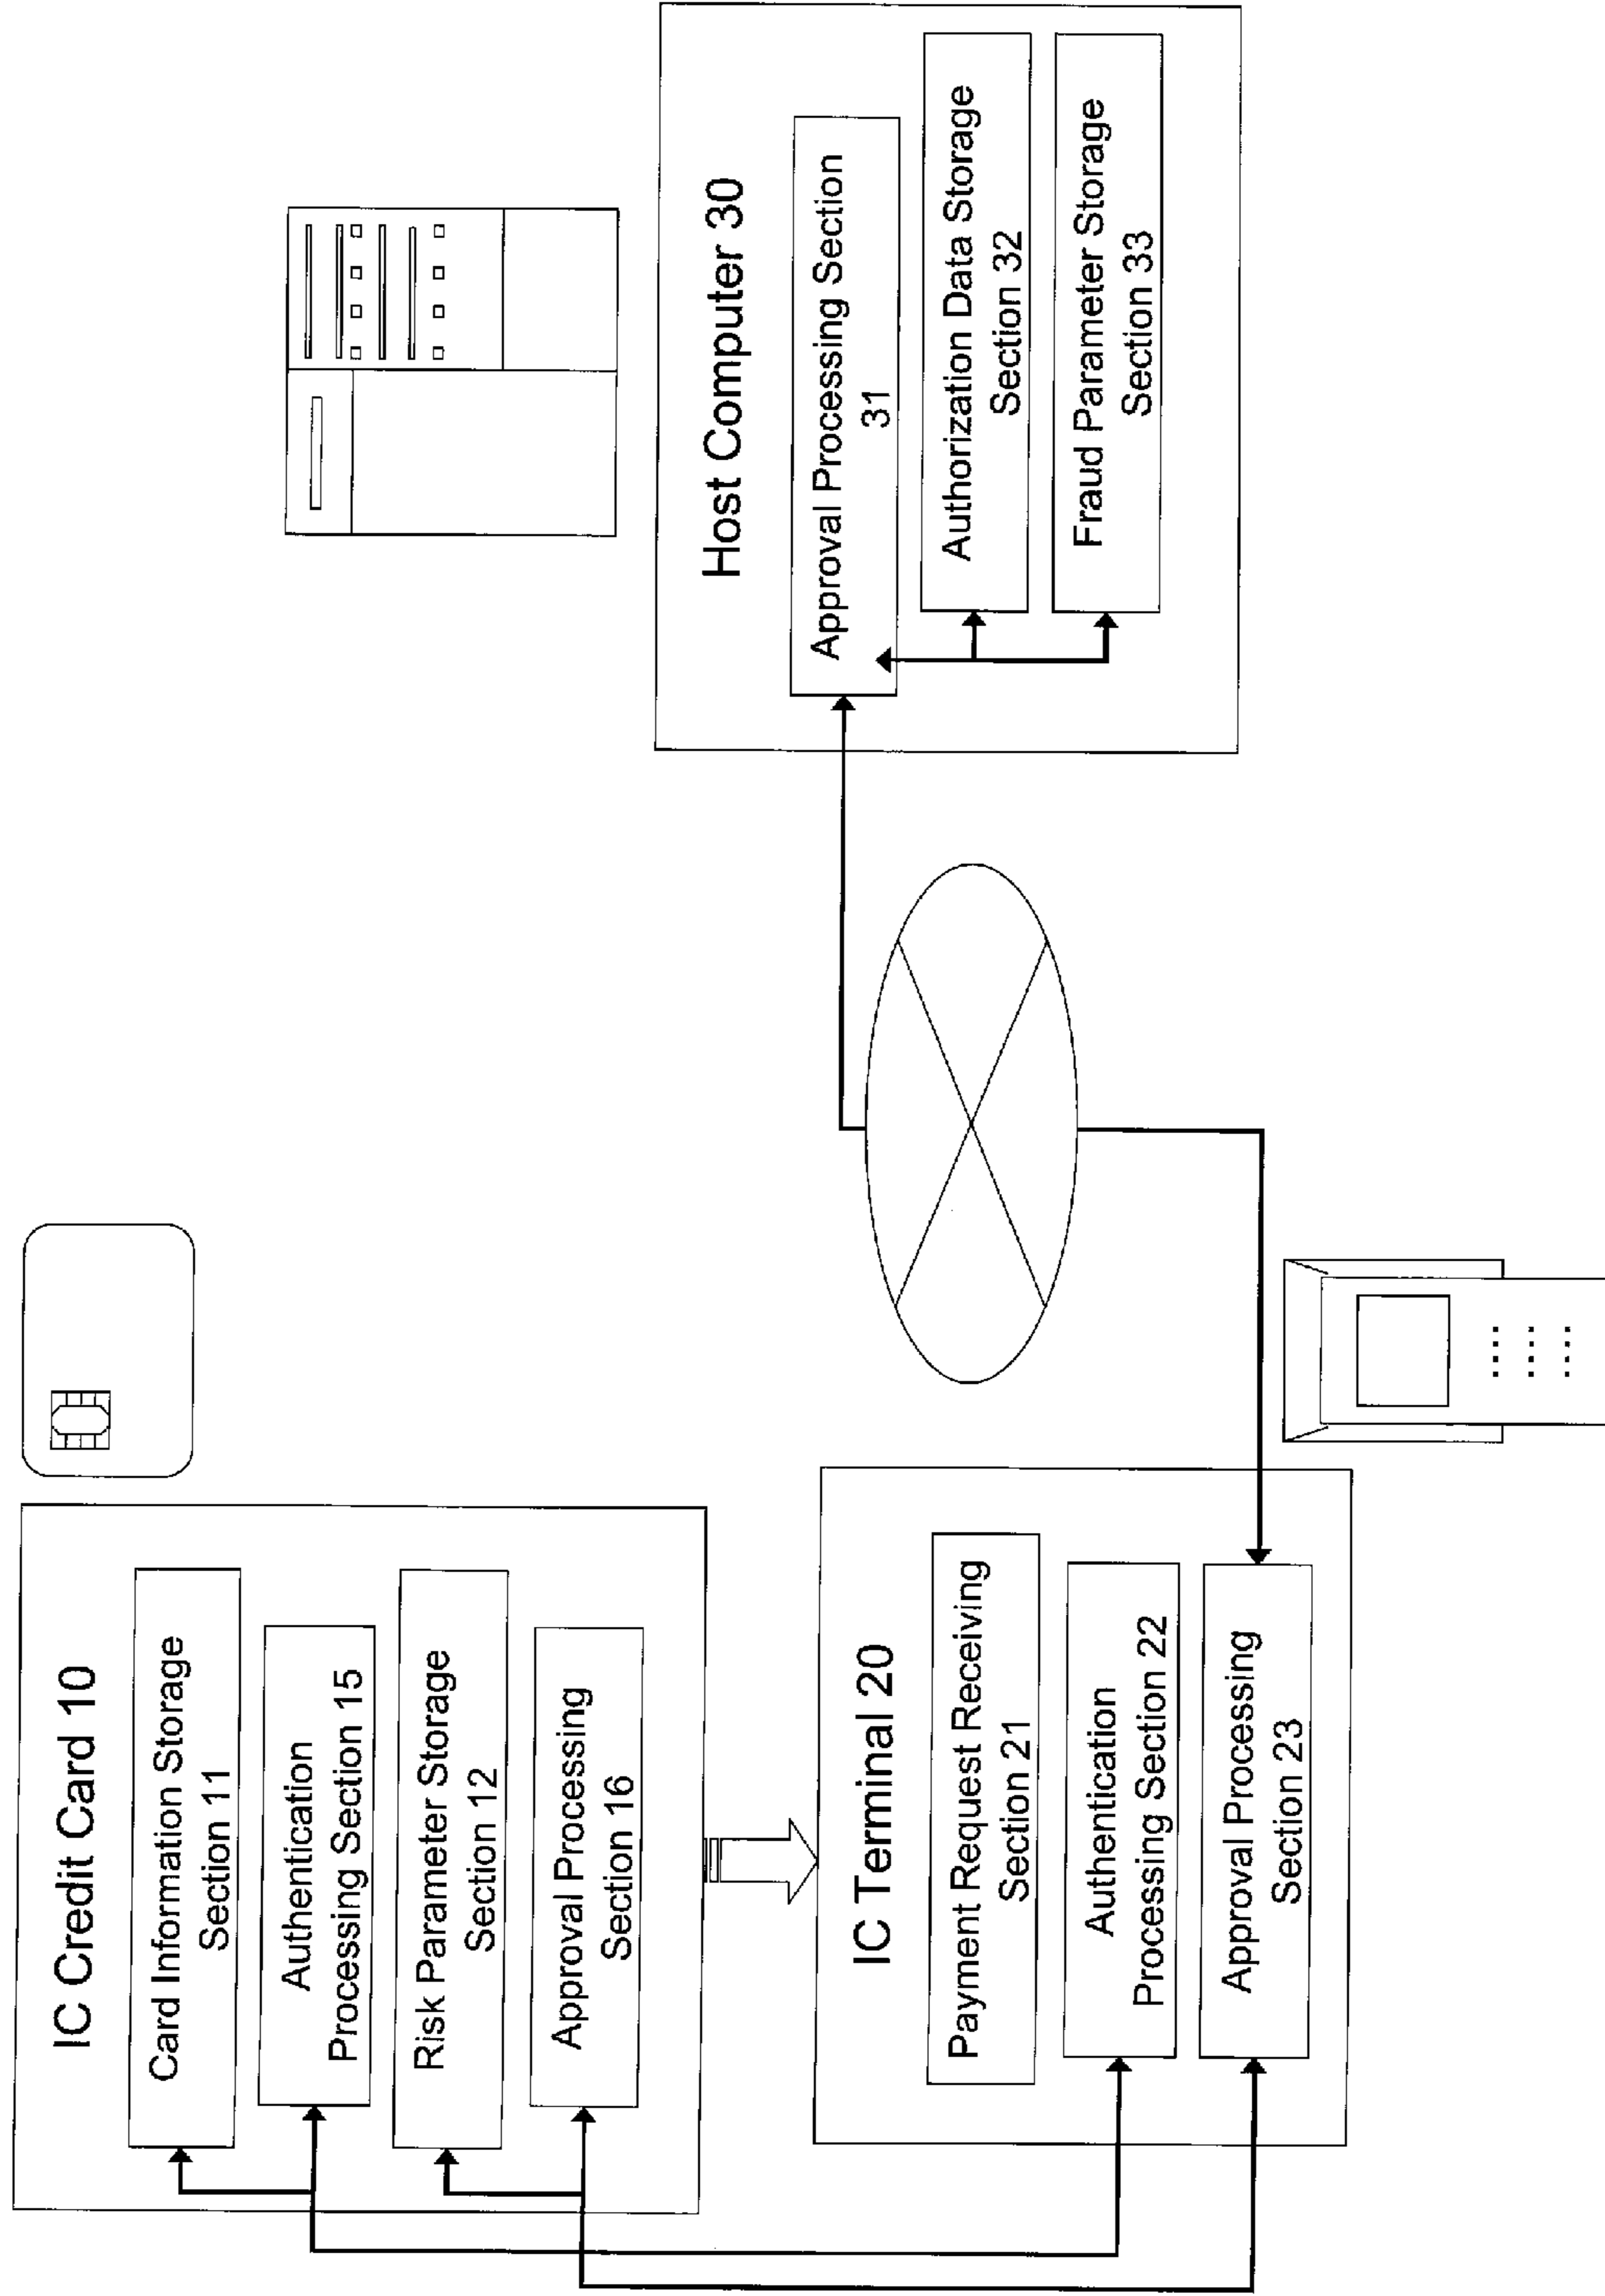 IC Credit Card 10
Card Information Storage
Section 11
Authentication
Processing Section 15
Risk Parameter Storage
Section 12
Approval Processing
Section 16
IC Terminal 20
Payment Request Receiving
Section 21
Authentication
Processing Section 22
Approval Processing
Section 23
Host Computer 30
Approval Processing Section
31
Authorization Data Storage
Section 32
Fraud Parameter Storage
Section 33